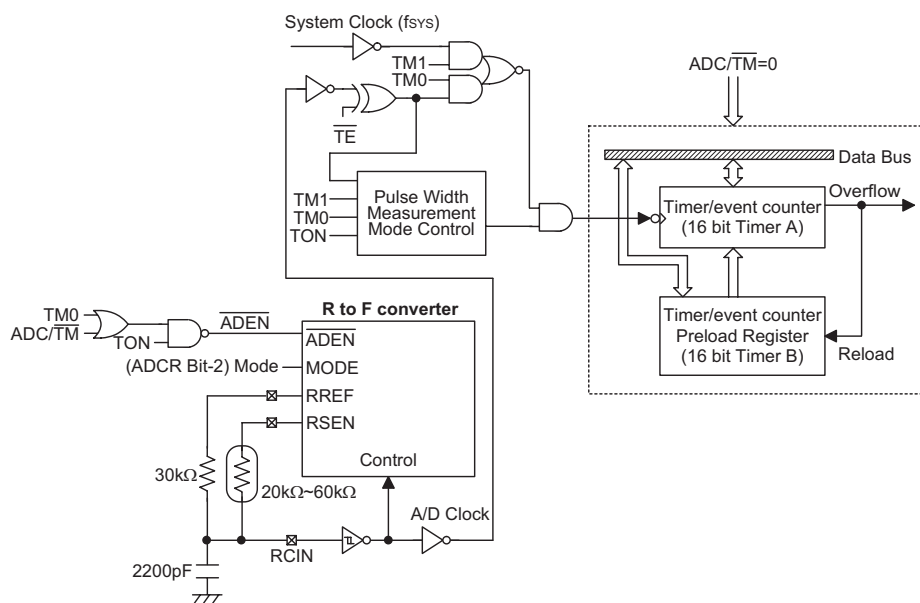 System Clock (fSYS)
TM1
TM0
TE
ADC/TM=0
Data Bus
Overflow
Timer/event counter
(16 bit Timer A)
TM1
TM0
TON
Pulse Width
Measurement
Mode Control
Timer/event counter
Preload Register
(16 bit Timer B)
Reload
R to F converter
TM0
ADC/TM
TON
ADEN
ADEN
(ADCR Bit-2) Mode
MODE
RREF
RSEN
Control
30kΩ
20kΩ~60kΩ
A/D Clock
RCIN
2200pF